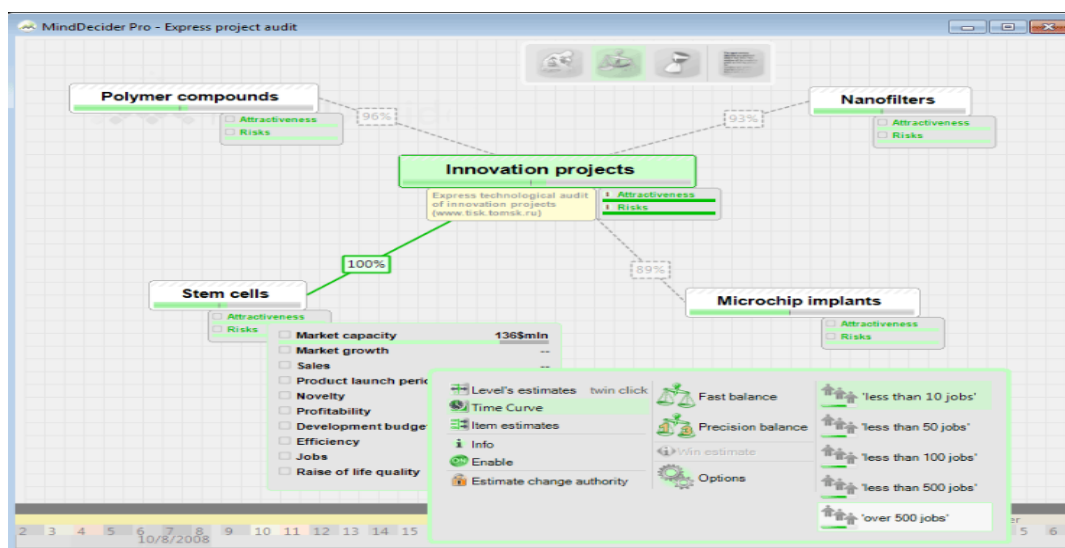 MindDecider Pro - Express project audit
Polymer compounds
Attractiveness
Risks
96%
93%
Nanofilters
Attractiveness
Risks
Innovation projects
Express technological audit
of innovation projects
(www.tisk.tomsk.ru)
Attractiveness
Risks
100%
89%
Stem cells
Attractiveness
Risks
Microchip implants
Attractiveness
Risks
Market capacity 136$mln
Market growth --
Sales --
Product launch peri
Novelty
Profitability
Development budge
Efficiency
Jobs
Raise of life quality
Level's estimates twin click
Time Curve
Item estimates
Info
Enable
Estimate change authority
Fast balance
Precision balance
Win estimate
Options
'less than 10 jobs'
'less than 50 jobs'
'less than 100 jobs'
'less than 500 jobs'
'over 500 jobs'
2 3 4 5 6 7 8 9 10 11 12 13 14 15 5 6
10/8/2008